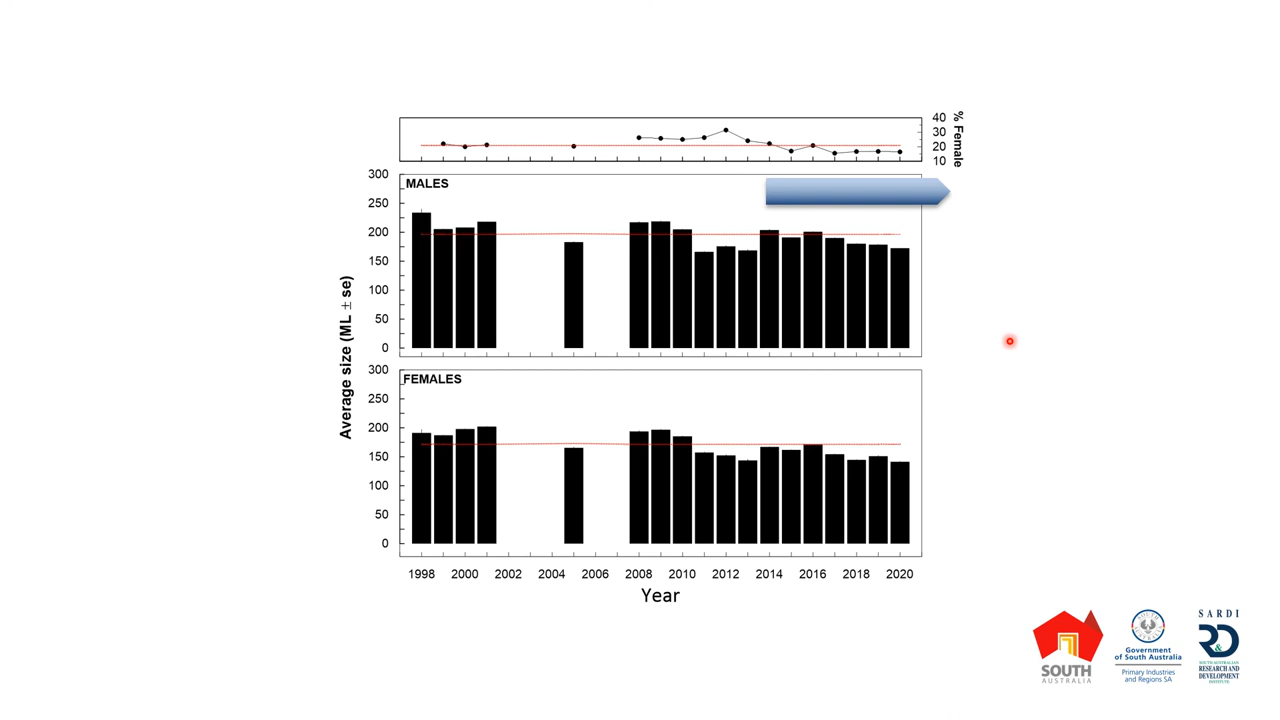 40
30
20
10
% Female
300
MALES
250
200
150
100
50
0
Average size (ML ± se)
300
FEMALES
250
200
150
100
50
0
1998 2000 2002 2004 2006 2008 2010 2012 2014 2016 2018 2020
Year
SOUTH
AUSTRALIA
Government
of South Australia
Primary Industries
and Regions SA
SARDI
R&D
SOUTH AUSTRALIAN
RESEARCH AND
DEVELOPMENT
INSTITUTE